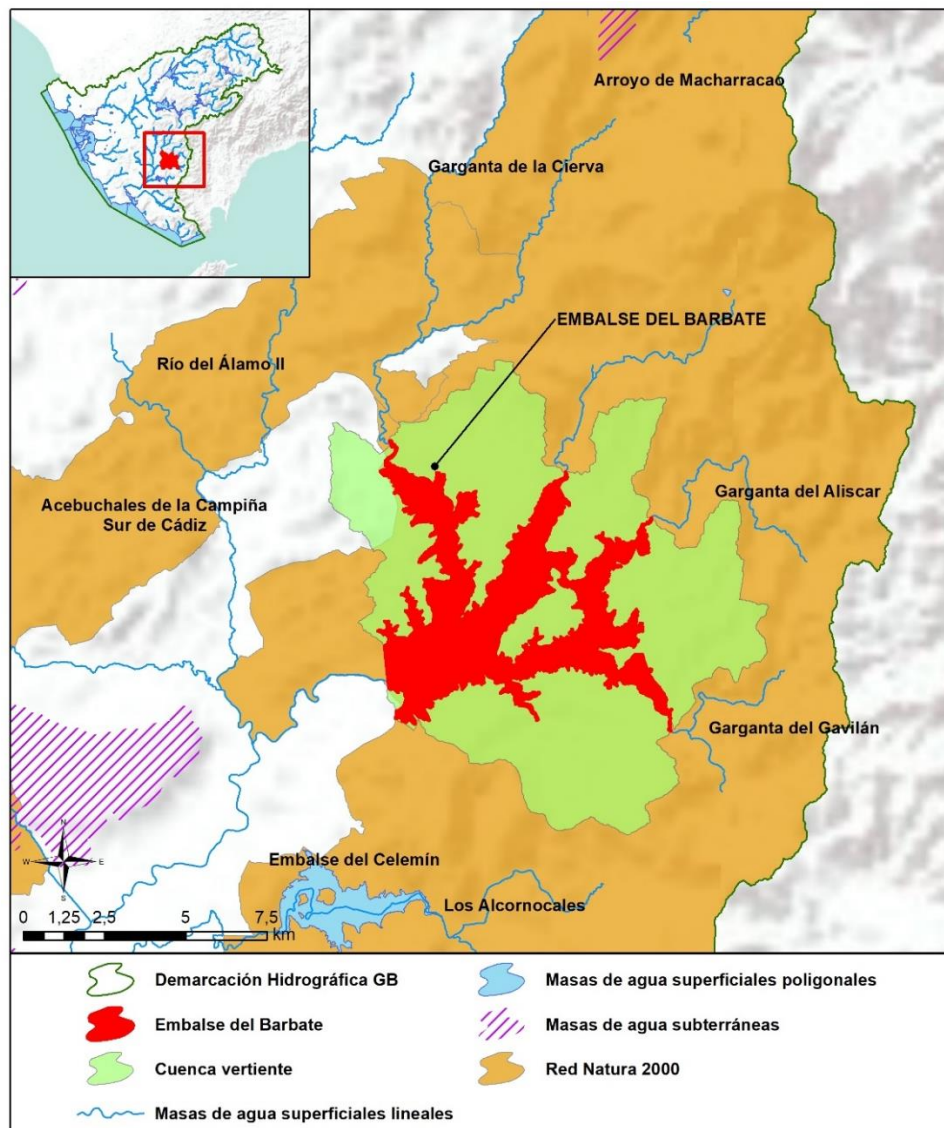 Arroyo de Macharracao
Garganta de la Cierva
EMBALSE DEL BARBATE
Río del Álamo II
Acebuchales de la Campiña
Sur de Cádiz
Garganta del Aliscar
Garganta del Gavilán
N
W E
S
Embalse del Celemín
Los Alcornocales
0 1,25 2,5 5 7,5
km
Demarcación Hidrográfica GB
Embalse del Barbate
Cuenca vertiente
Masas de agua superficiales lineales
Masas de agua superficiales poligonales
Masas de agua subterráneas
Red Natura 2000